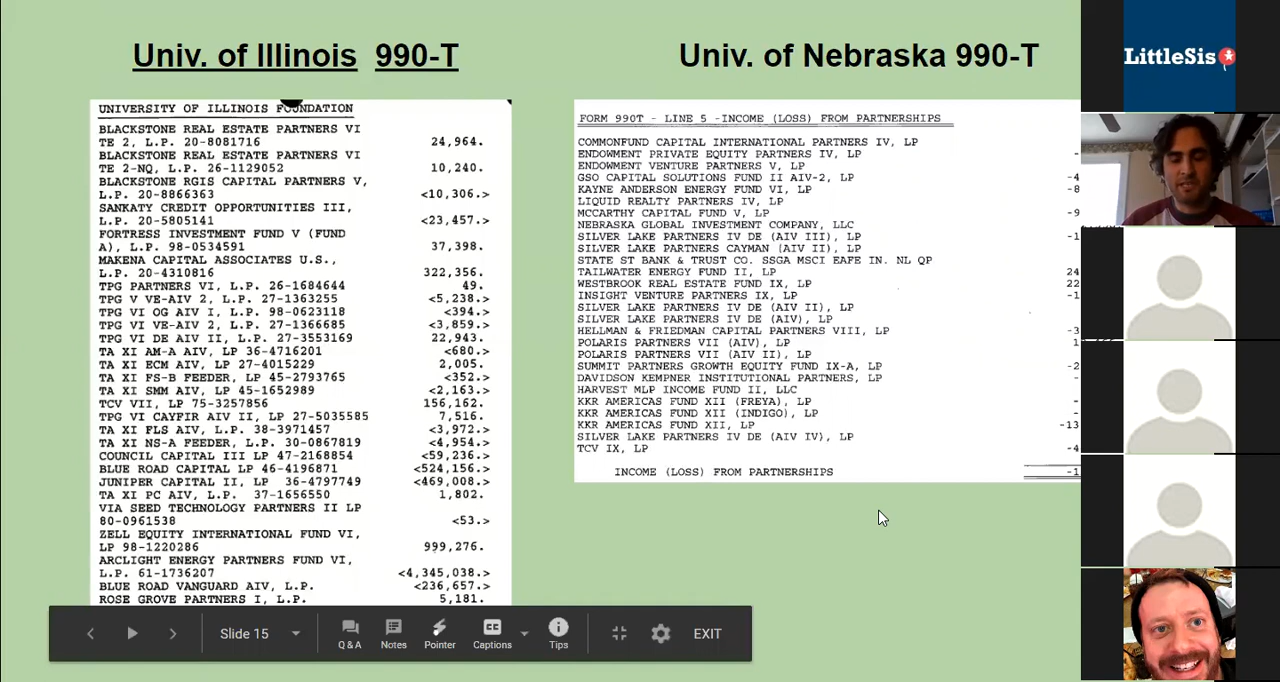 Univ. of Illinois 990-T
UNIVERSITY OF ILLINOIS FOUNDATION
BLACKSTONE REAL ESTATE PARTNERS VI
TE 2, L.P. 20-8081716 24,964.
BLACKSTONE REAL ESTATE PARTNERS VI
TE 2-NQ, L.P. 26-1129052 10,240.
BLACKSTONE RGIS CAPITAL PARTNERS V,
L.P. 20-8866363 <10,306.>
SANKATY CREDIT OPPORTUNITIES III,
L.P. 20-5805141 <23,457.>
FORTRESS INVESTMENT FUND V (FUND
A), L.P. 98-0534591 37,398.
MAKENA CAPITAL ASSOCIATES U.S.,
L.P. 20-4310816 322,356.
TPG PARTNERS VI, L.P. 26-1684644 49.
TPG V VE-AIV 2, L.P. 27-1363255 <5,238.>
TPG VI OG AIV I, L.P. 98-0623118 <394.>
TPG VI VE-AIV 2, L.P. 27-1366685 <3,859.>
TPG VI DE AIV II, L.P. 27-3553169 22,943.
TA XI AM-A AIV, LP 36-4716201 <680.>
TA XI ECM AIV, LP 27-4015229 2,005.
TA XI FS-B FEEDER, LP 45-2793765 <352.>
TA XI SMM AIV, LP 45-1652989 <2,163.>
TCV VII, LP 75-3257856 156,162.
TPG VI CAYFIR AIV II, LP 27-5035585 7,516.
TA XI FLS AIV, LP 38-3971457 <3,972.>
TA XI NS-A FEEDER, L.P. 30-0867819 <4,954.>
COUNCIL CAPITAL III LP 47-2168854 <59,236.>
BLUE ROAD CAPITAL LP 46-4196871 <524,156.>
JUNIPER CAPITAL II, LP 36-4797749 <469,008.>
TA XI PC AIV, L.P. 37-1656550 1,802.
VIA SEED TECHNOLOGY PARTNERS II LP
80-0961538 <53.>
ZELL EQUITY INTERNATIONAL FUND VI,
LP 98-1220286 999,276.
ARCLIGHT ENERGY PARTNERS FUND VI,
L.P. 61-1736207 <4,345,038.>
BLUE ROAD VANGUARD AIV, L.P. <236,657.>
ROSE GROVE PARTNERS I, L.P. 5,181.
Univ. of Nebraska 990-T
FORM 990T - LINE 5 -INCOME (LOSS) FROM PARTNERSHIPS
COMMONFUND CAPITAL INTERNATIONAL PARTNERS IV, LP
ENDOWMENT PRIVATE EQUITY PARTNERS IV, LP -
ENDOWMENT VENTURE PARTNERS V, LP
GSO CAPITAL SOLUTIONS FUND II AIV-2, LP -4
KAYNE ANDERSON ENERGY FUND VI, LP -8
LIQUID REALTY PARTNERS IV, LP
MCCARTHY CAPITAL FUND V, LP -9
NEBRASKA GLOBAL INVESTMENT COMPANY, LLC
SILVER LAKE PARTNERS IV DE (AIV III), LP -1
SILVER LAKE PARTNERS CAYMAN (AIV II), LP
STATE ST BANK & TRUST CO. SSGA MSCI EAFE IN. NL QP
TAILWATER ENERGY FUND II, LP 24
WESTBROOK REAL ESTATE FUND IX, LP 22
INSIGHT VENTURE PARTNERS IX, LP -1
SILVER LAKE PARTNERS IV DE (AIV II), LP
SILVER LAKE PARTNERS IV DE (AIV), LP
HELLMAN & FRIEDMAN CAPITAL PARTNERS VIII, LP -3
POLARIS PARTNERS VII (AIV), LP 1
POLARIS PARTNERS VII (AIV II), LP
SUMMIT PARTNERS GROWTH EQUITY FUND IX-A, LP -2
DAVIDSON KEMPNER INSTITUTIONAL PARTNERS, LP -
HARVEST MLP INCOME FUND II, LLC
KKR AMERICAS FUND XII (FREYA), LP -
KKR AMERICAS FUND XII (INDIGO), LP -
KKR AMERICAS FUND XII, LP -13
SILVER LAKE PARTNERS IV DE (AIV IV), LP
TCV IX, LP -4
INCOME (LOSS) FROM PARTNERSHIPS -1
LittleSis
Slide 15
Q & A
Notes
Pointer
CC
Captions
Tips
EXIT